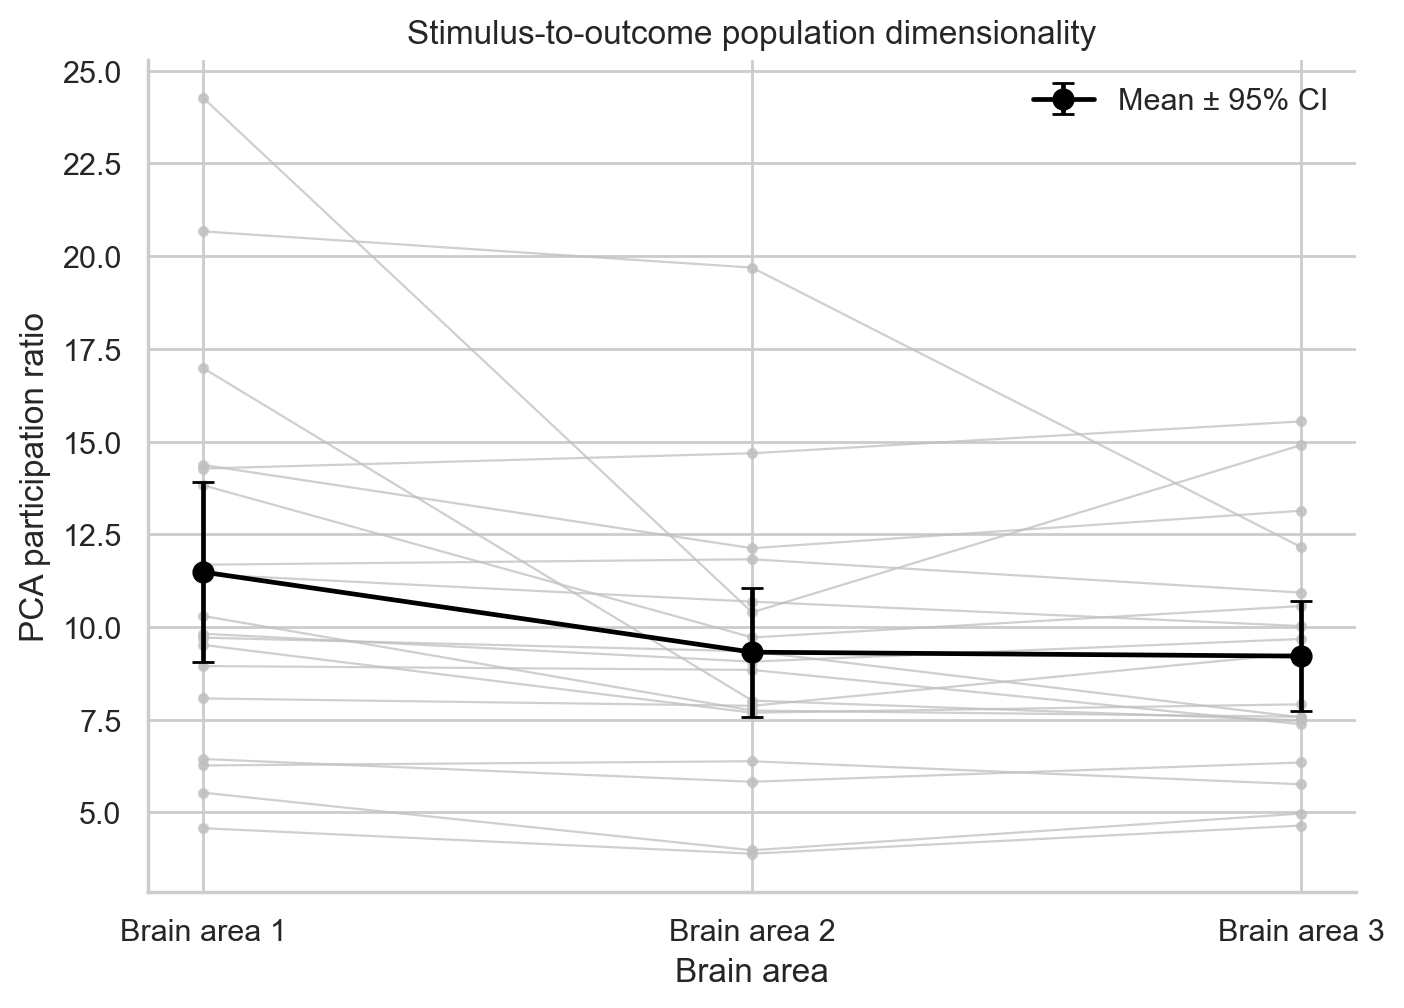 Stimulus-to-outcome population dimensionality
25.0
22.5
20.0
17.5
15.0
12.5
10.0
7.5
5.0
PCA participation ratio
Mean ± 95% CI
Brain area 1
Brain area 2
Brain area 3
Brain area